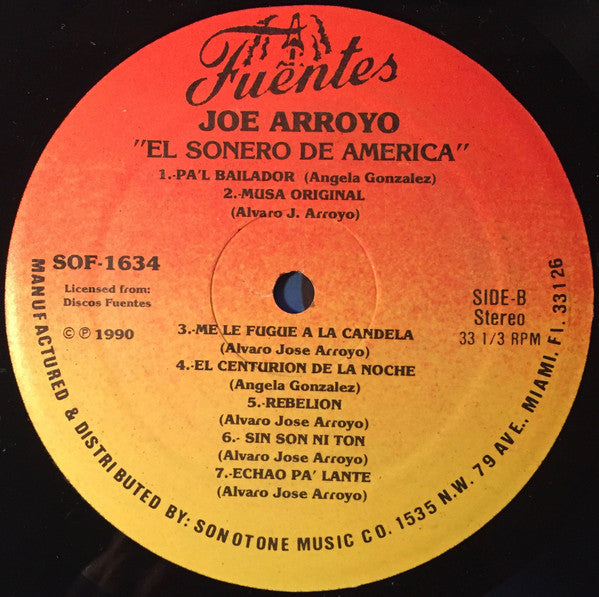 Fuentes
JOE ARROYO
"EL SONERO DE AMERICA"
1.-PA'L BAILADOR (Angela Gonzalez)
2.-MUSA ORIGINAL
(Alvaro J. Arroyo)
SOF-1634
Licensed from:
Discos Fuentes
© ℗ 1990
SIDE-B
Stereo
33 1/3 RPM
3.-ME LE FUGUE A LA CANDELA
(Alvaro Jose Arroyo)
4.-EL CENTURION DE LA NOCHE
(Angela Gonzalez)
5.-REBELION
(Alvaro Jose Arroyo)
6.- SIN SON NI TON
(Alvaro Jose Arroyo)
7.-ECHAO PA' LANTE
(Alvaro Jose Arroyo)
MANUFACTURED & DISTRIBUTED BY: SONOTONE MUSIC CO. 1535 N.W. 79 AVE., MIAMI. Fl. 33126